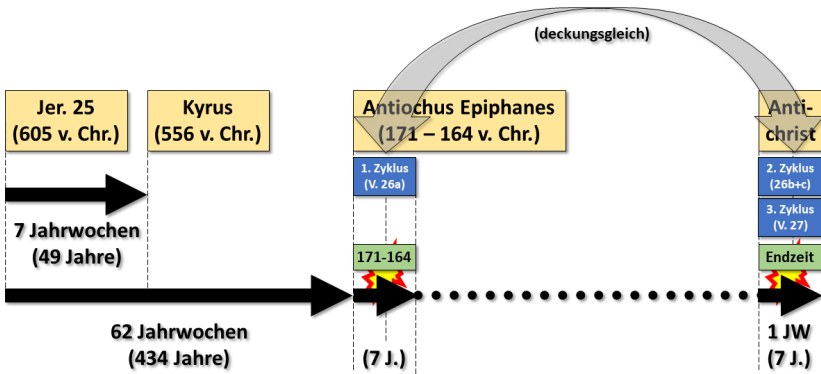 (deckungsgleich)
Jer. 25
(605 v. Chr.)
Kyrus
(556 v. Chr.)
Antiochus Epiphanes
(171 – 164 v. Chr.)
Anti-
christ
1. Zyklus
(V. 26a)
2. Zyklus
(26b+c)
3. Zyklus
(V. 27)
7 Jahrwochen
(49 Jahre)
171-164
Endzeit
62 Jahrwochen
(434 Jahre)
(7 J.)
1 JW
(7 J.)